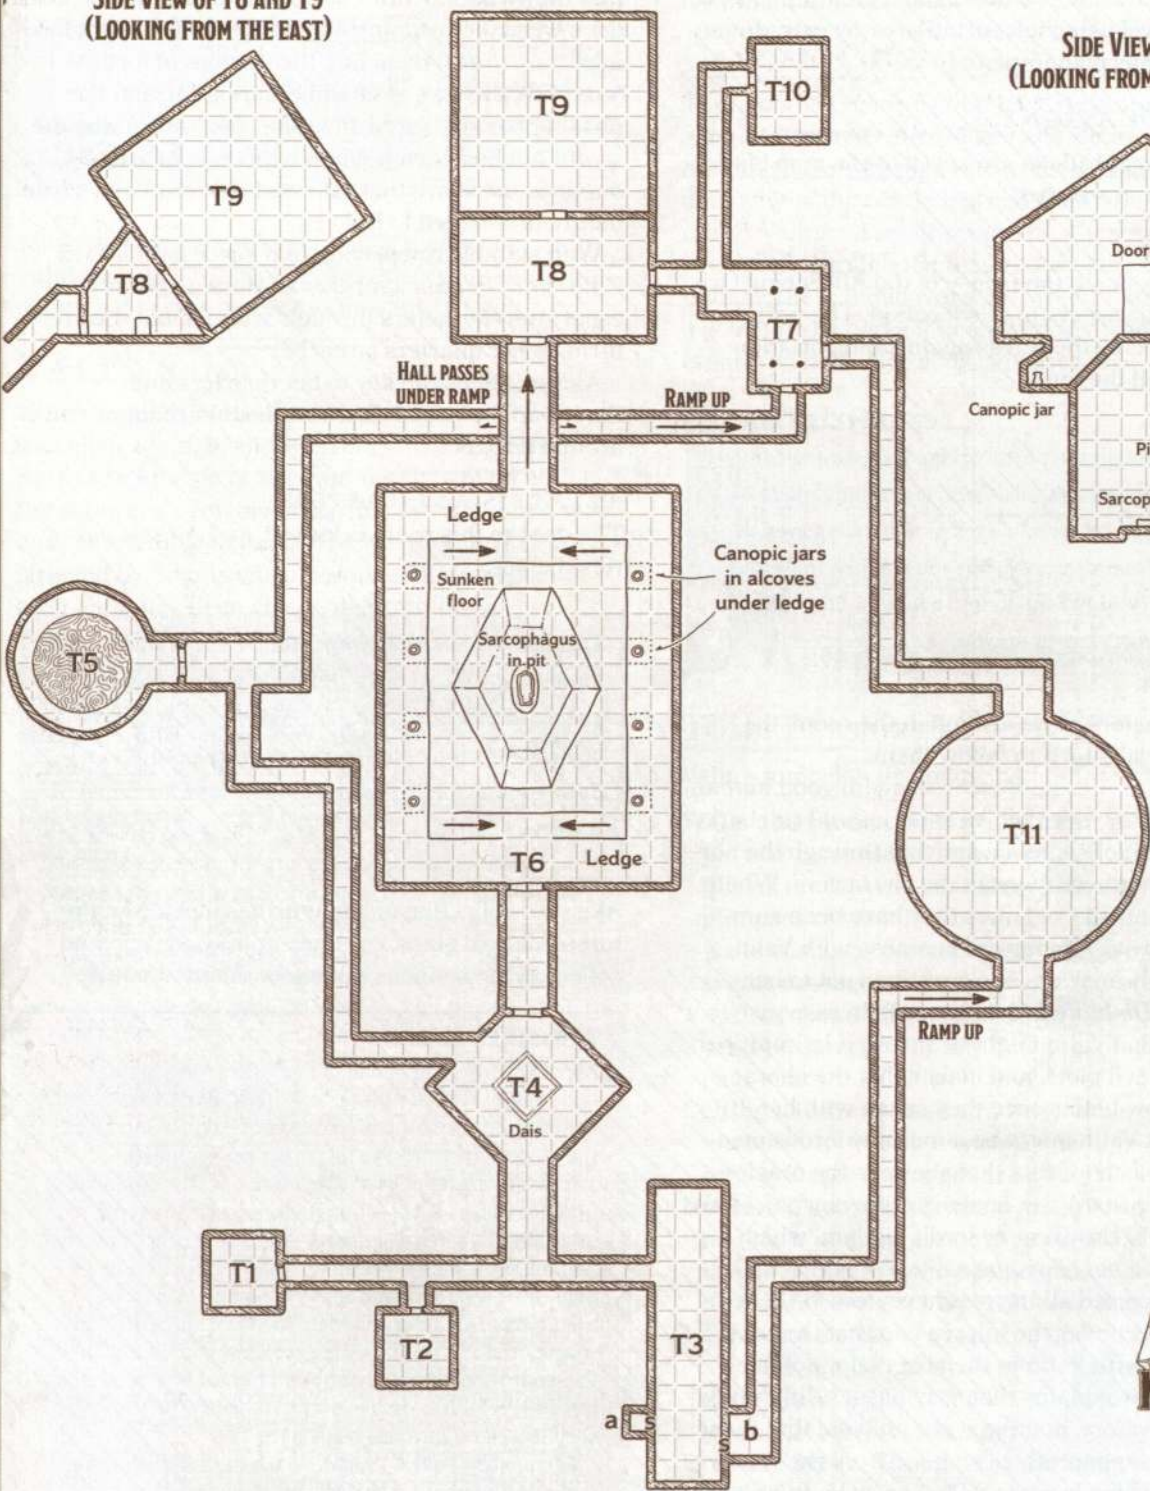 SIDE VIEW OF T8 AND T9
(LOOKING FROM THE EAST)
T9
T8
T9
T8
T10
T7
SIDE VIEW
(LOOKING FROM
Door
Canopic jar
Pi
Sarcop
HALL PASSES
UNDER RAMP
RAMP UP
Ledge
Sunken
floor
Sarcophagus
in pit
Canopic jars
in alcoves
under ledge
T5
T6
Ledge
T11
RAMP UP
T4
Dais
T1
T2
T3
a
S
S
b